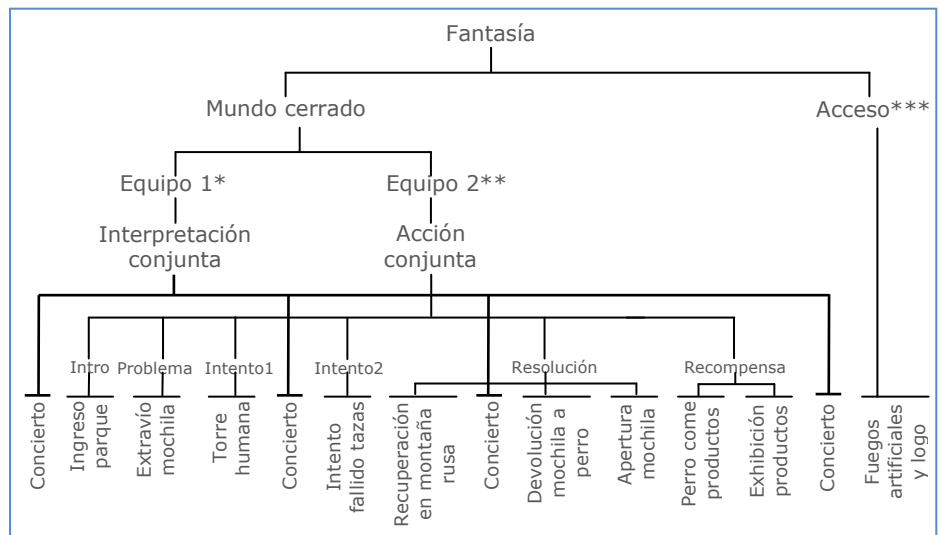 Fantasía
Mundo cerrado
Acceso***
Equipo 1*
Equipo 2**
Interpretación
conjunta
Acción
conjunta
Intro
Problema
Intento1
Intento2
Resolución
Recompensa
Concierto
Ingreso
parque
Extravío
mochila
Torre
humana
Concierto
Intento
fallido tazas
Recuperación
en montaña
rusa
Concierto
Devolución
mochila a
perro
Apertura
mochila
Perro come
productos
Exhibición
productos
Concierto
Fuegos
artificiales
y logo